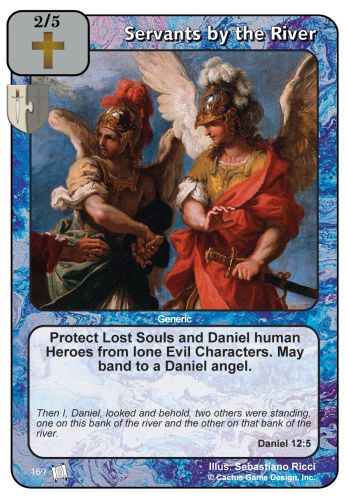 2/5
Servants by the River
Generic
Protect Lost Souls and Daniel human
Heroes from lone Evil Characters. May
band to a Daniel angel.
Then I, Daniel, looked and behold, two others were standing,
one on this bank of the river and the other on that bank of the
river.
Daniel 12:5
169
Illus. Sebastiano Ricci
© Cactus Game Design, Inc.